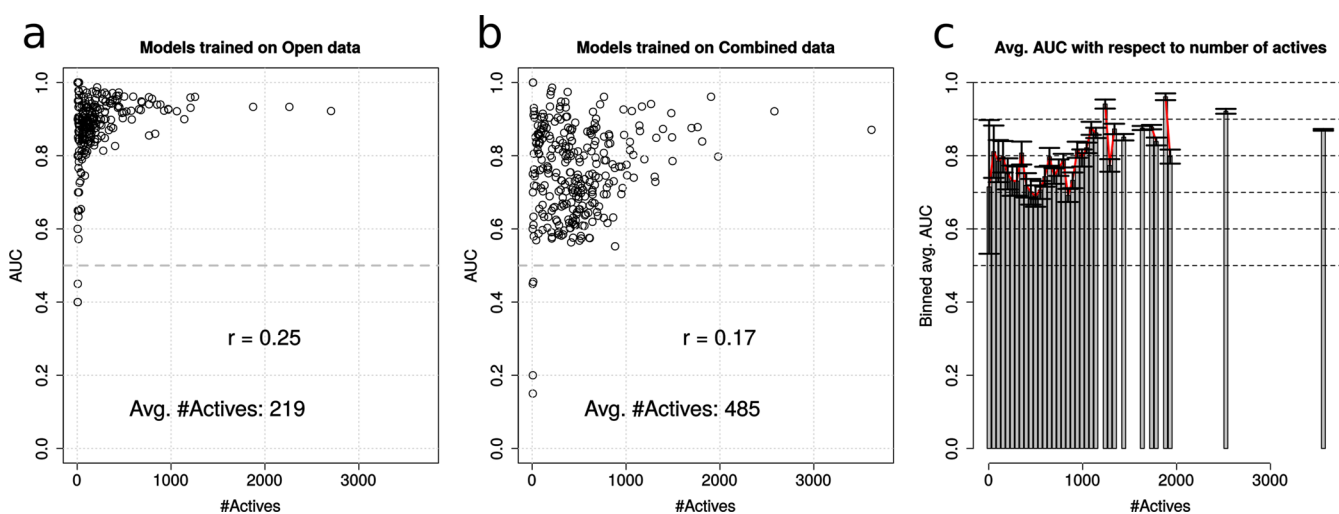 a
Models trained on Open data
AUC
1.0
0.8
0.6
0.4
0.2
0.0
r = 0.25
Avg. #Actives: 219
0 1000 2000 3000
#Actives
b
Models trained on Combined data
AUC
1.0
0.8
0.6
0.4
0.2
0.0
r = 0.17
Avg. #Actives: 485
0 1000 2000 3000
#Actives
c
Avg. AUC with respect to number of actives
Binned avg. AUC
1.0
0.8
0.6
0.4
0.2
0.0
0 1000 2000 3000
#Actives